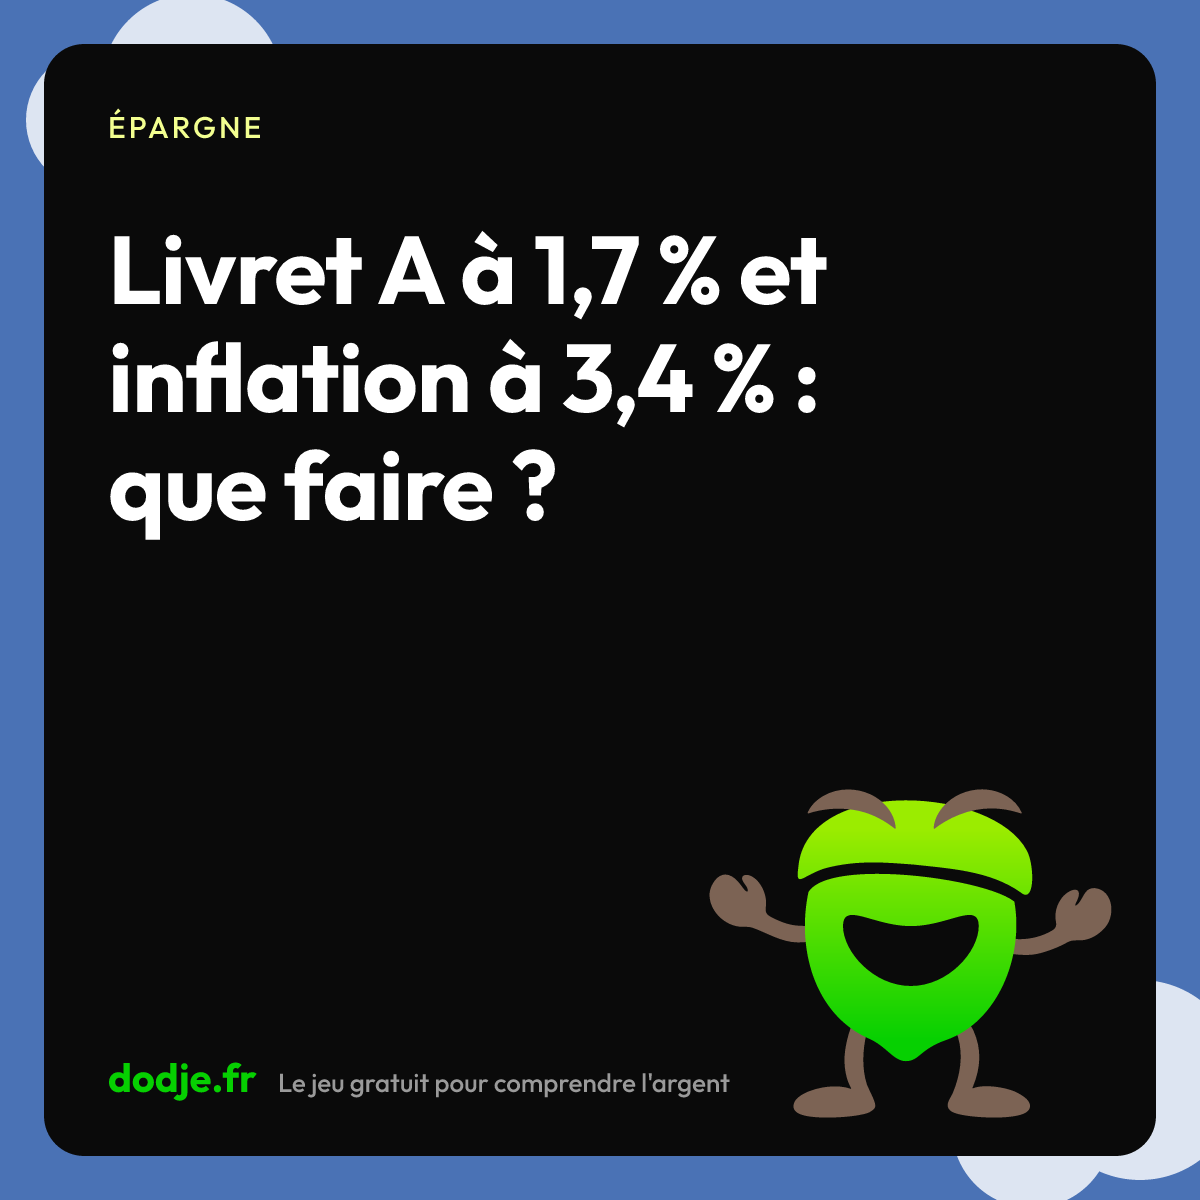 ÉPARGNE
Livret A à 1,7 % et
inflation à 3,4 % :
que faire ?
dodje.fr Le jeu gratuit pour comprendre l'argent